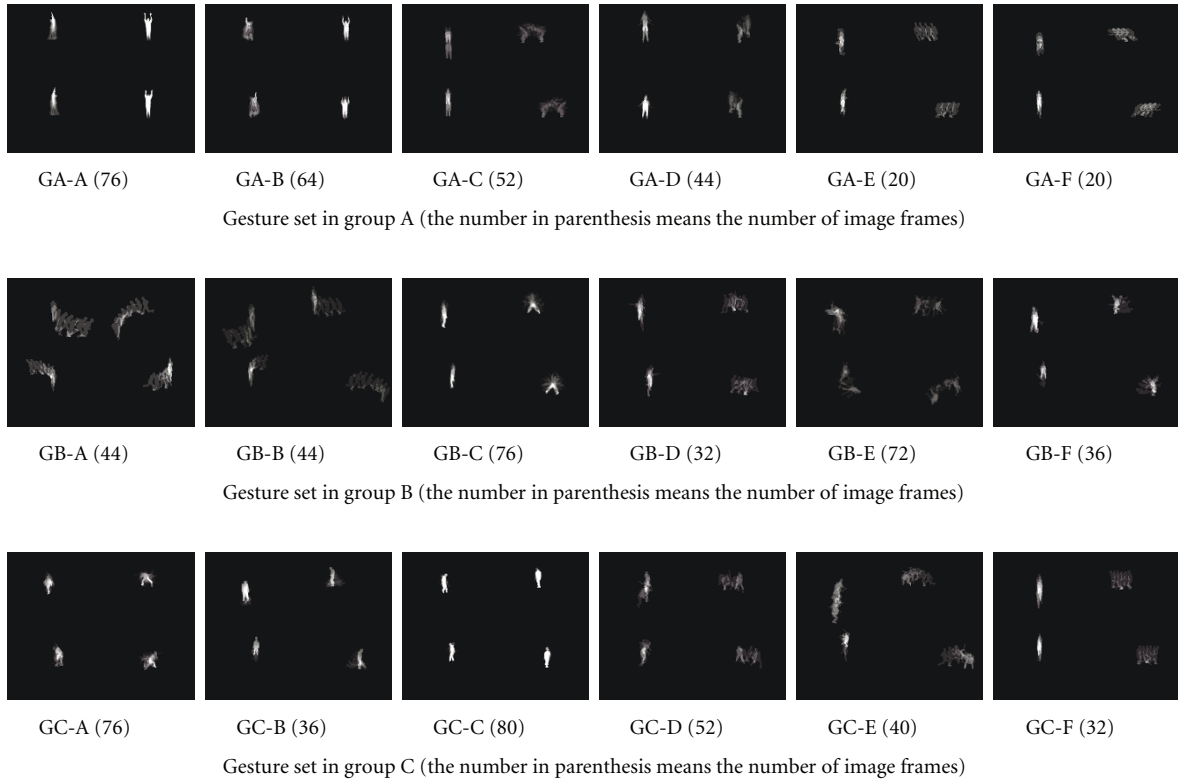 GA-A (76) GA-B (64) GA-C (52) GA-D (44) GA-E (20) GA-F (20)
Gesture set in group A (the number in parenthesis means the number of image frames)
GB-A (44) GB-B (44) GB-C (76) GB-D (32) GB-E (72) GB-F (36)
Gesture set in group B (the number in parenthesis means the number of image frames)
GC-A (76) GC-B (36) GC-C (80) GC-D (52) GC-E (40) GC-F (32)
Gesture set in group C (the number in parenthesis means the number of image frames)